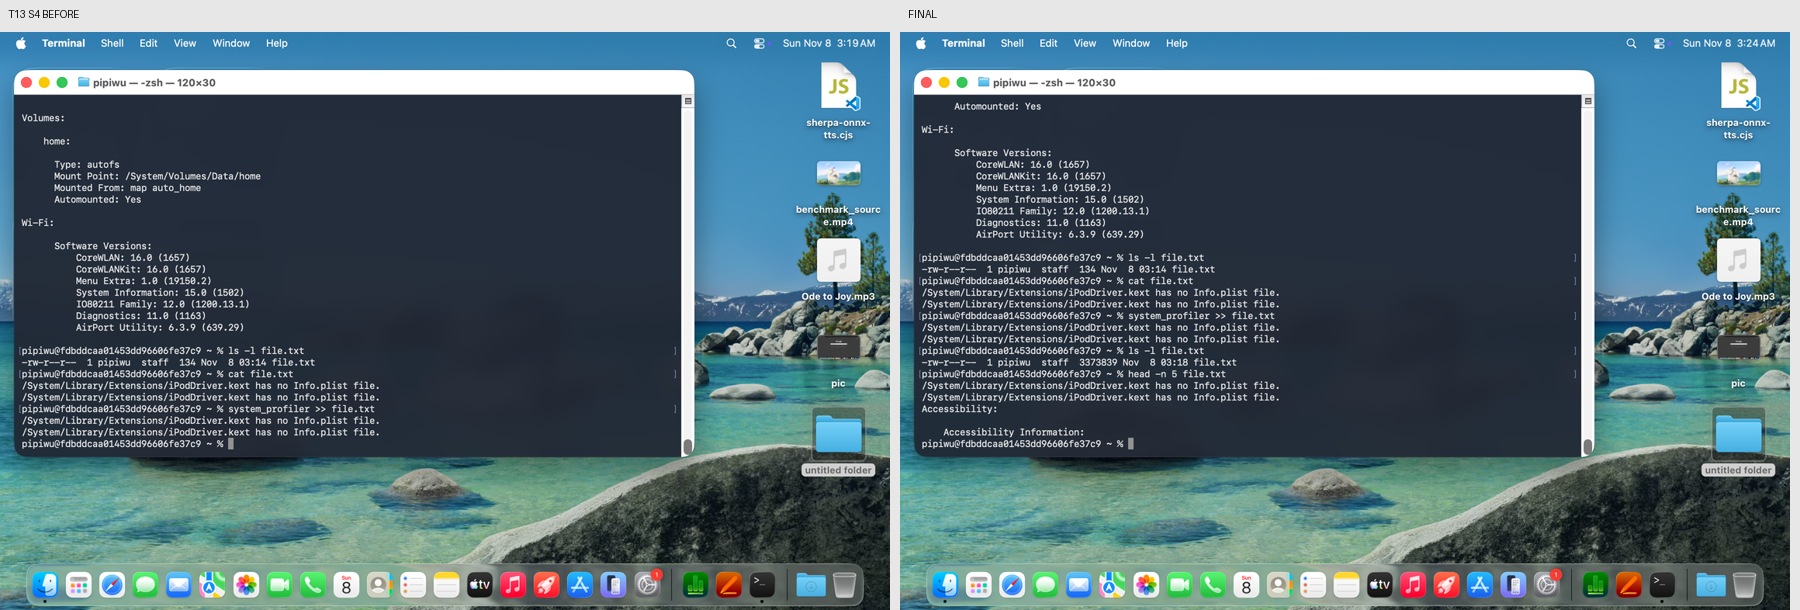 T13 S4 BEFORE
Terminal Shell Edit View Window Help
Sun Nov 8 3:19 AM
pipiwu — -zsh — 120×30
Volumes:
home:
Type: autofs
Mount Point: /System/Volumes/Data/home
Mounted From: map auto_home
Automounted: Yes
Wi-Fi:
Software Versions:
CoreWLAN: 16.0 (1657)
CoreWLANKit: 16.0 (1657)
Menu Extra: 1.0 (19150.2)
System Information: 15.0 (1502)
IO80211 Family: 12.0 (1200.13.1)
Diagnostics: 11.0 (1163)
AirPort Utility: 6.3.9 (639.29)
[pipiwu@fdbddcaa01453dd96606fe37c9 ~ % ls -l file.txt ]
-rw-r--r-- 1 pipiwu staff 134 Nov 8 03:14 file.txt
[pipiwu@fdbddcaa01453dd96606fe37c9 ~ % cat file.txt ]
/System/Library/Extensions/iPodDriver.kext has no Info.plist file.
/System/Library/Extensions/iPodDriver.kext has no Info.plist file.
[pipiwu@fdbddcaa01453dd96606fe37c9 ~ % system_profiler >> file.txt ]
/System/Library/Extensions/iPodDriver.kext has no Info.plist file.
/System/Library/Extensions/iPodDriver.kext has no Info.plist file.
pipiwu@fdbddcaa01453dd96606fe37c9 ~ %
JS
sherpa-onnx-
tts.cjs
benchmark_sourc
e.mp4
Ode to Joy.mp3
pic
untitled folder
Sun
8
tv
1
>_
FINAL
Terminal Shell Edit View Window Help
Sun Nov 8 3:24 AM
pipiwu — -zsh — 120×30
Automounted: Yes
Wi-Fi:
Software Versions:
CoreWLAN: 16.0 (1657)
CoreWLANKit: 16.0 (1657)
Menu Extra: 1.0 (19150.2)
System Information: 15.0 (1502)
IO80211 Family: 12.0 (1200.13.1)
Diagnostics: 11.0 (1163)
AirPort Utility: 6.3.9 (639.29)
[pipiwu@fdbddcaa01453dd96606fe37c9 ~ % ls -l file.txt ]
-rw-r--r-- 1 pipiwu staff 134 Nov 8 03:14 file.txt
[pipiwu@fdbddcaa01453dd96606fe37c9 ~ % cat file.txt ]
/System/Library/Extensions/iPodDriver.kext has no Info.plist file.
/System/Library/Extensions/iPodDriver.kext has no Info.plist file.
[pipiwu@fdbddcaa01453dd96606fe37c9 ~ % system_profiler >> file.txt ]
/System/Library/Extensions/iPodDriver.kext has no Info.plist file.
/System/Library/Extensions/iPodDriver.kext has no Info.plist file.
[pipiwu@fdbddcaa01453dd96606fe37c9 ~ % ls -l file.txt ]
-rw-r--r-- 1 pipiwu staff 3373839 Nov 8 03:18 file.txt
[pipiwu@fdbddcaa01453dd96606fe37c9 ~ % head -n 5 file.txt ]
/System/Library/Extensions/iPodDriver.kext has no Info.plist file.
/System/Library/Extensions/iPodDriver.kext has no Info.plist file.
Accessibility:
Accessibility Information:
pipiwu@fdbddcaa01453dd96606fe37c9 ~ %
JS
sherpa-onnx-
tts.cjs
benchmark_sourc
e.mp4
Ode to Joy.mp3
pic
untitled folder
Sun
8
tv
1
>_